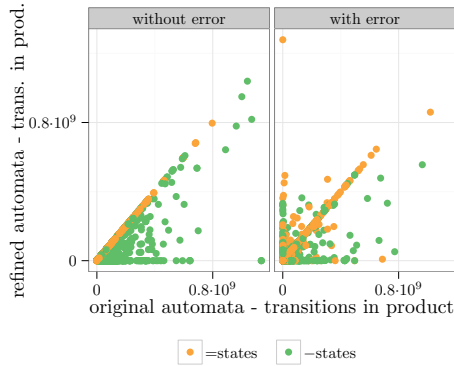 without error
with error
refined automata - trans. in prod.
0.8·10⁹
0
0
0.8·10⁹
0
0.8·10⁹
original automata - transitions in product
=states
−states